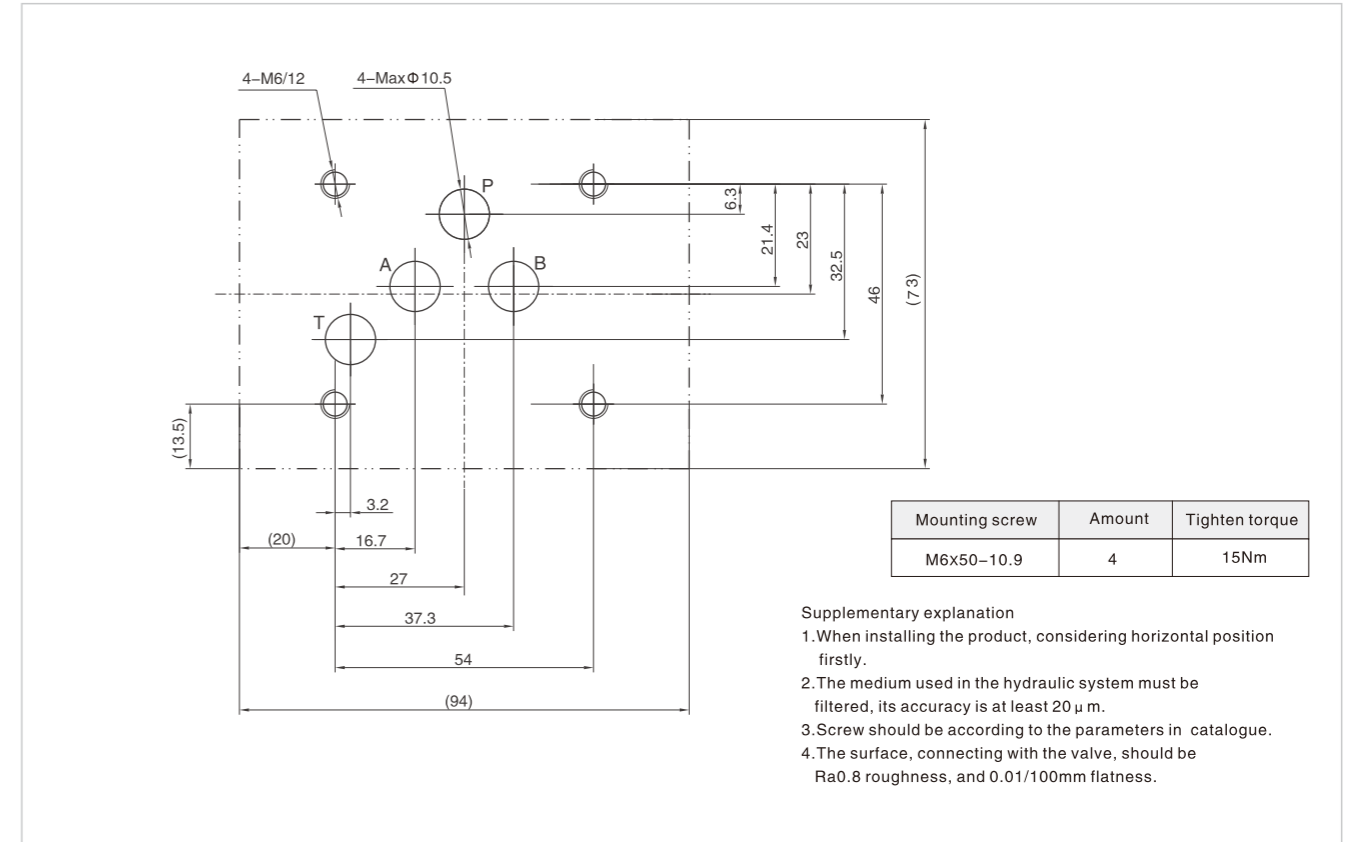 4–M6/12
4–MaxΦ10.5
P
A
B
T
6.3
21.4
23
32.5
46
(73)
(13.5)
3.2
(20)
16.7
27
37.3
54
(94)
Mounting screw Amount Tighten torque
M6X50–10.9 4 15Nm
Supplementary explanation
1.When installing the product, considering horizontal position
firstly.
2.The medium used in the hydraulic system must be
filtered, its accuracy is at least 20μm.
3.Screw should be according to the parameters in catalogue.
4.The surface, connecting with the valve, should be
Ra0.8 roughness, and 0.01/100mm flatness.